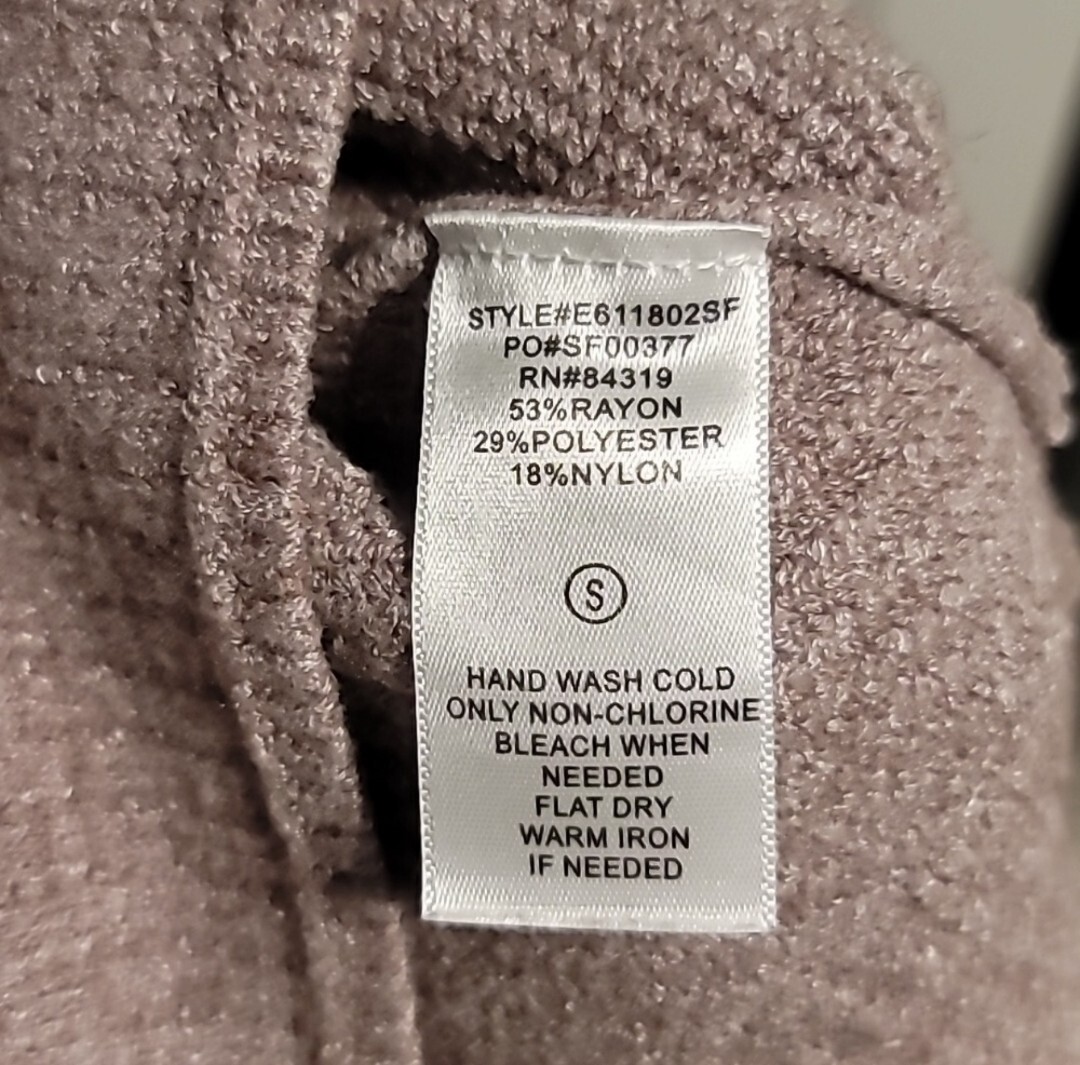 STYLE#E611802SF
PO#SF00377
RN#84319
53%RAYON
29%POLYESTER
18%NYLON
S
HAND WASH COLD
ONLY NON-CHLORINE
BLEACH WHEN
NEEDED
FLAT DRY
WARM IRON
IF NEEDED